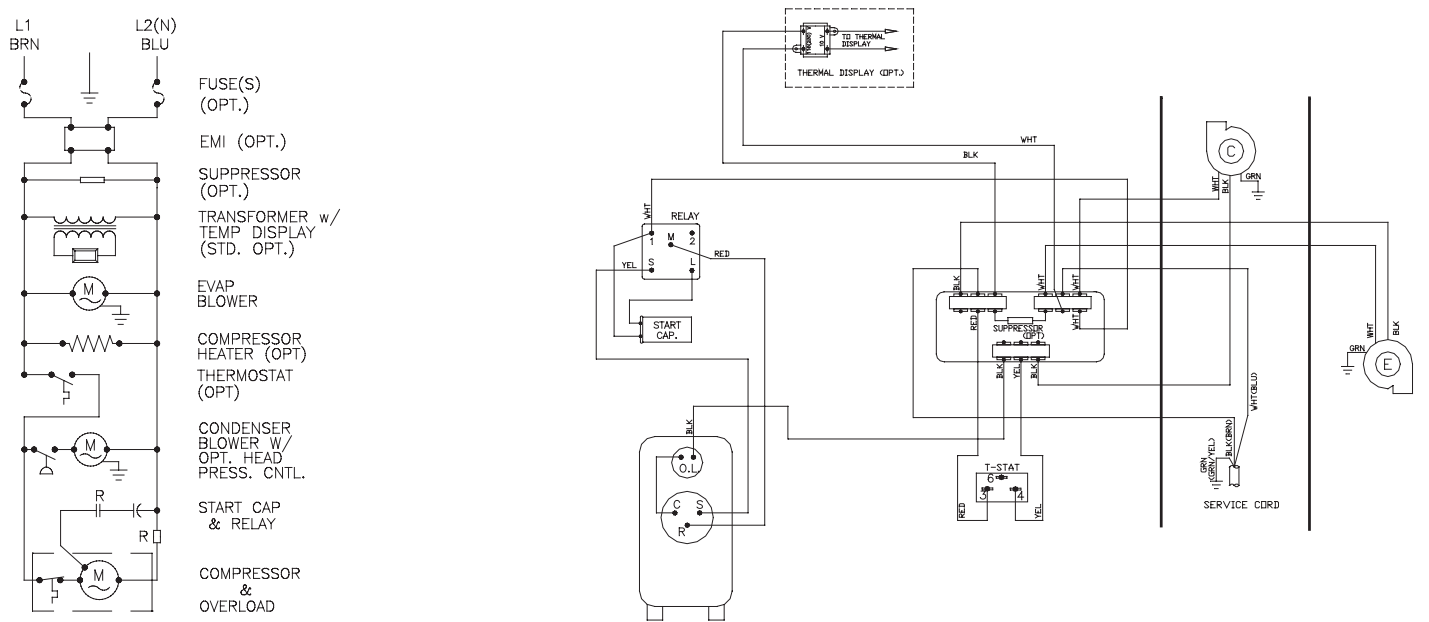 L1
BRN
L2(N)
BLU
FUSE(S)
(OPT.)
EMI (OPT.)
SUPPRESSOR
(OPT.)
TRANSFORMER w/
TEMP DISPLAY
(STD. OPT.)
M
EVAP
BLOWER
COMPRESSOR
HEATER (OPT)
THERMOSTAT
(OPT)
M
CONDENSER
BLOWER W/
OPT. HEAD
PRESS. CNTL.
R
START CAP
& RELAY
R
M
COMPRESSOR
&
OVERLOAD
10 V
TO THERMAL
DISPLAY
THERMAL DISPLAY (OPT.)
WHT
BLK
WHT
RELAY
1
M
2
S
L
YEL
RED
START
CAP.
BLK
O.L
C
S
R
BLK
WHT
WHT
RED
SUPPRESSOR
(OPT)
WHT
BLK
YEL
BLK
T-STAT
6
3
4
RED
YEL
C
WHT
BLK
GRN
WHT
BLK
GRN
E
WHT(BLU)
BLK(BRN)
GRN
(GRN/YEL)
SERVICE CORD